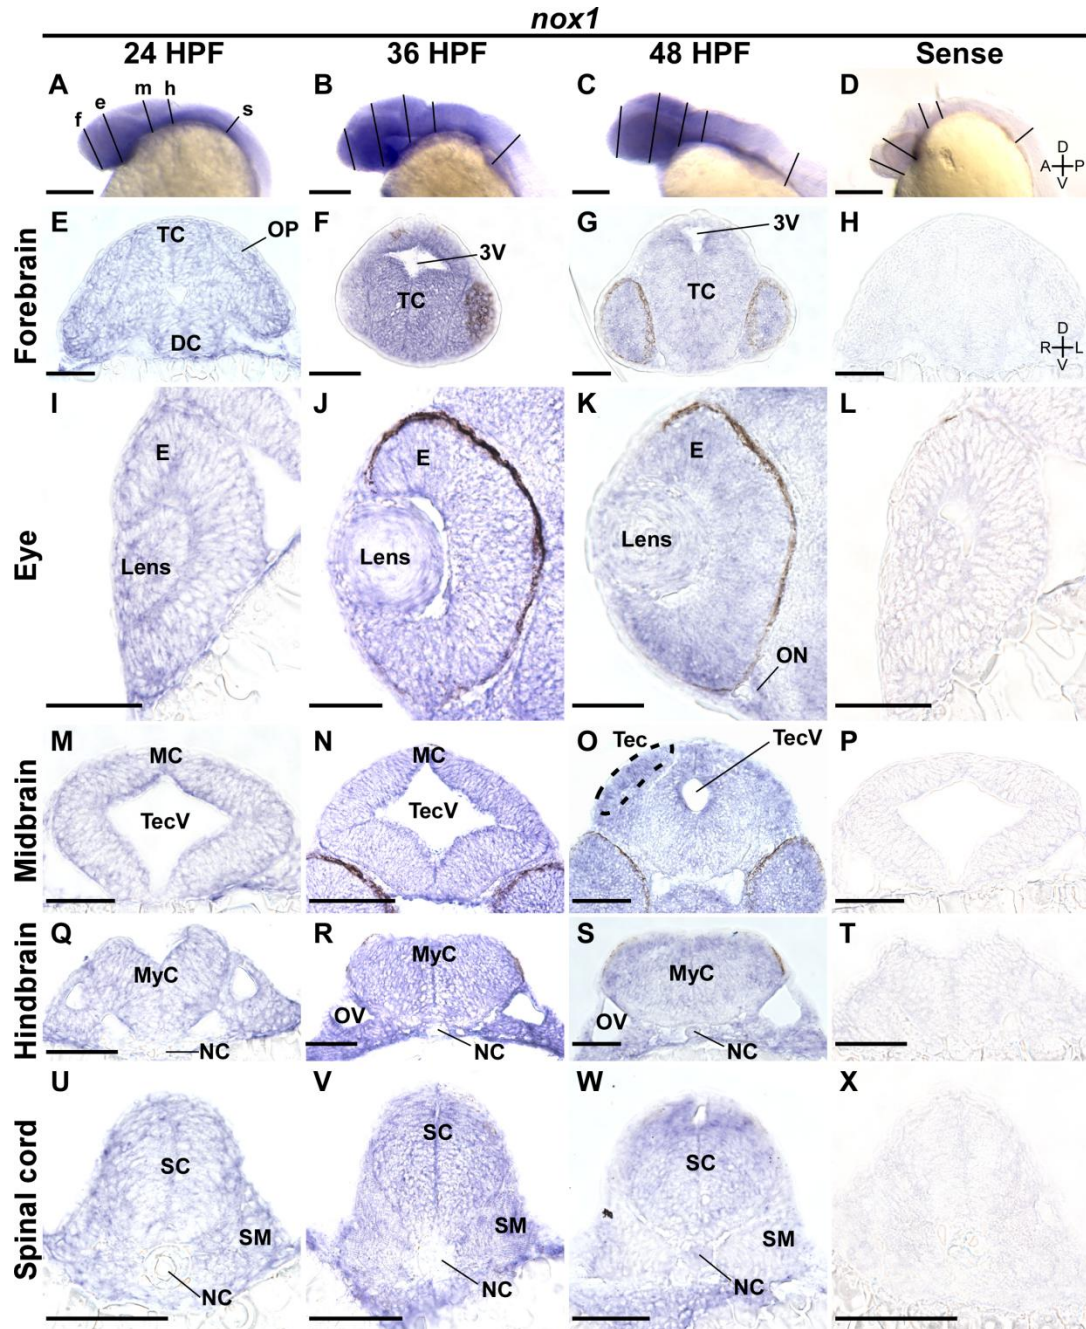 nox1
24 HPF 36 HPF 48 HPF Sense
A f e m h s B C D D A P V
Forebrain
E TC OP DC F 3V TC G 3V TC H D R L V
Eye
I E Lens J E Lens K E Lens ON L
Midbrain
M MC TecV N MC TecV O Tec TecV P
Hindbrain
Q MyC NC R MyC OV NC S MyC OV NC T
Spinal cord
U SC SM NC V SC SM NC W SC SM NC X